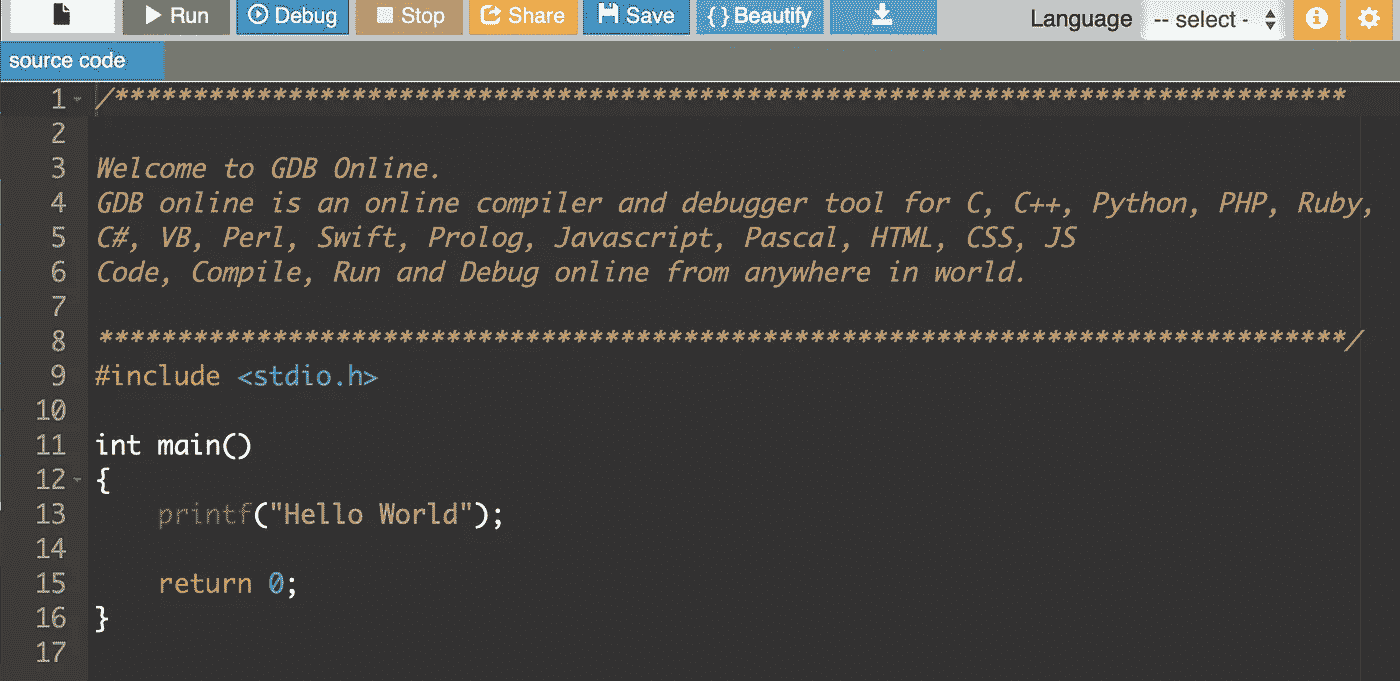 Run Debug Stop Share Save {} Beautify Language -- select -
source code
1 /******************************************************************************
2
3 Welcome to GDB Online.
4 GDB online is an online compiler and debugger tool for C, C++, Python, PHP, Ruby,
5 C#, VB, Perl, Swift, Prolog, Javascript, Pascal, HTML, CSS, JS
6 Code, Compile, Run and Debug online from anywhere in world.
7
8 *******************************************************************************/
9 #include <stdio.h>
10
11 int main()
12 {
13 printf("Hello World");
14
15 return 0;
16 }
17